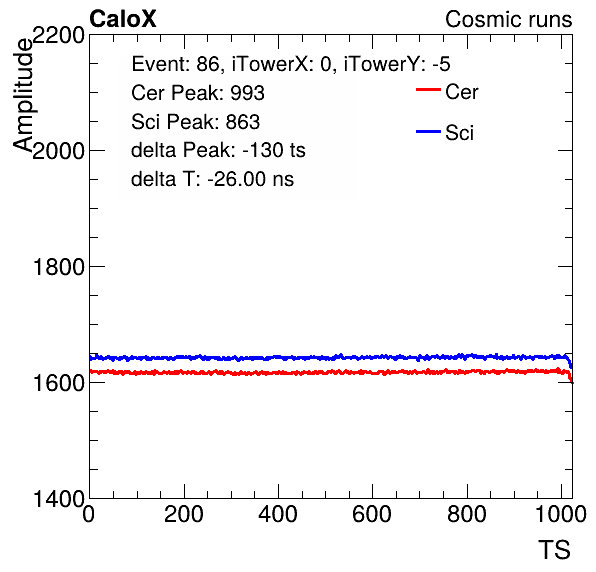 CaloX Cosmic runs
Amplitude
2200
2000
1800
1600
1400
Event: 86, iTowerX: 0, iTowerY: -5
Cer Peak: 993
Sci Peak: 863
delta Peak: -130 ts
delta T: -26.00 ns
Cer
Sci
0 200 400 600 800 1000
TS